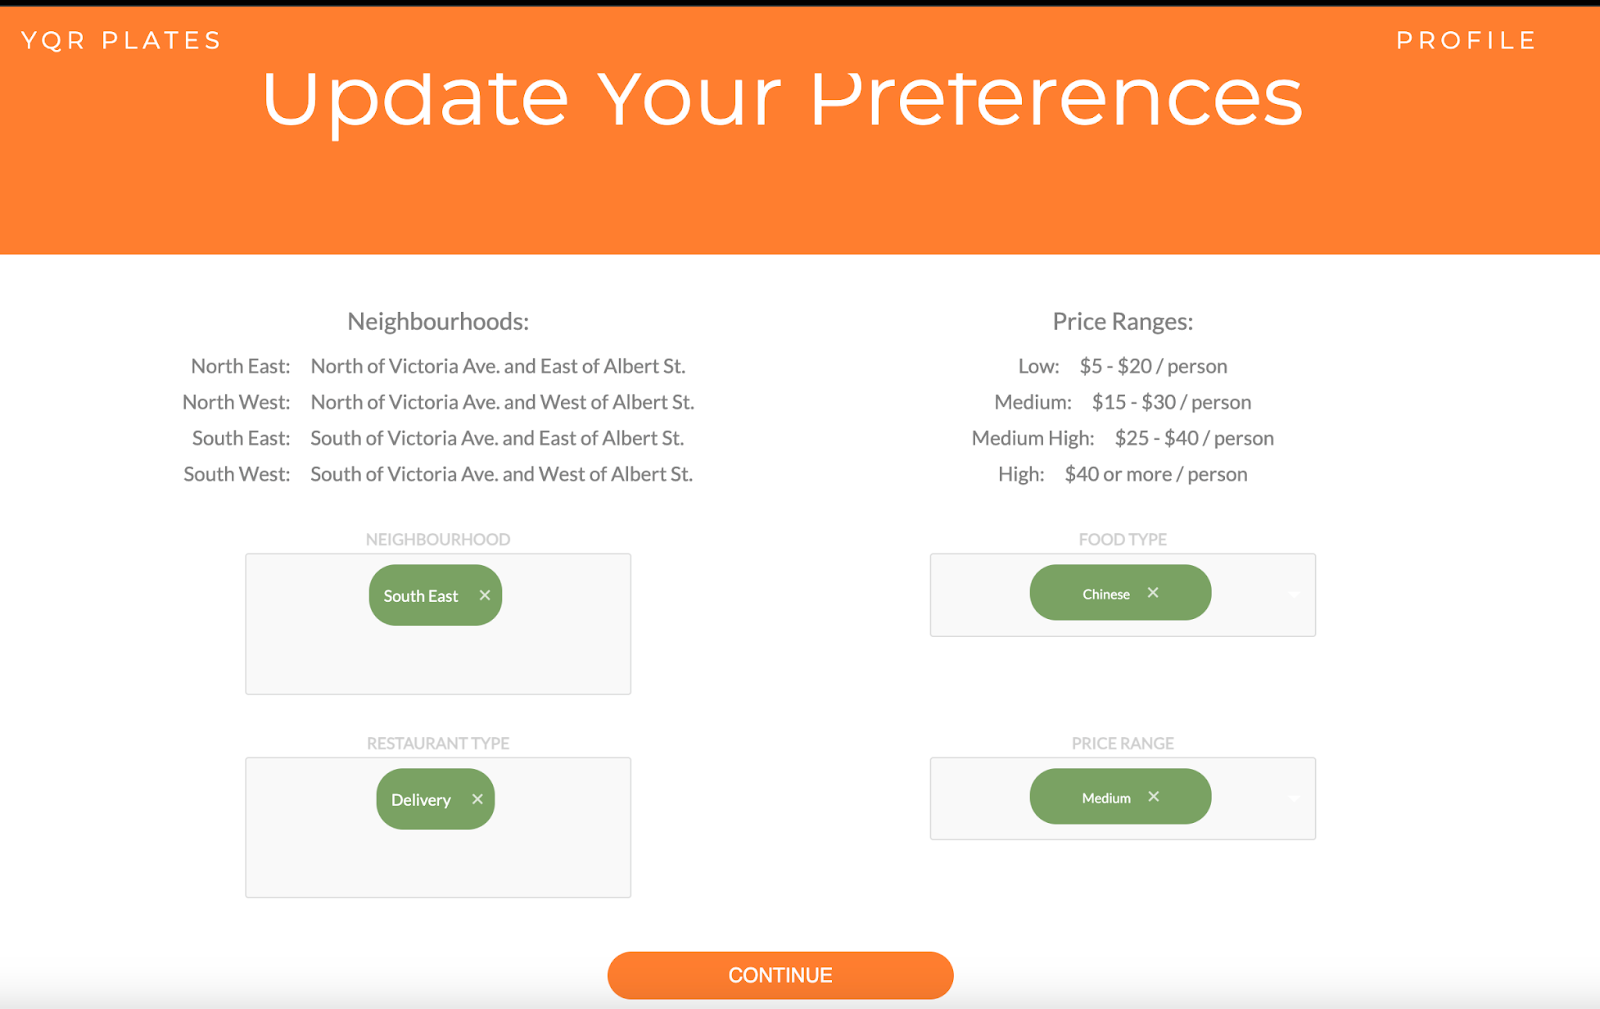 YQR PLATES
PROFILE
Update Your Preferences
Neighbourhoods:
North East: North of Victoria Ave. and East of Albert St.
North West: North of Victoria Ave. and West of Albert St.
South East: South of Victoria Ave. and East of Albert St.
South West: South of Victoria Ave. and West of Albert St.
Price Ranges:
Low: $5 - $20 / person
Medium: $15 - $30 / person
Medium High: $25 - $40 / person
High: $40 or more / person
NEIGHBOURHOOD
South East ×
FOOD TYPE
Chinese ×
RESTAURANT TYPE
Delivery ×
PRICE RANGE
Medium ×
CONTINUE